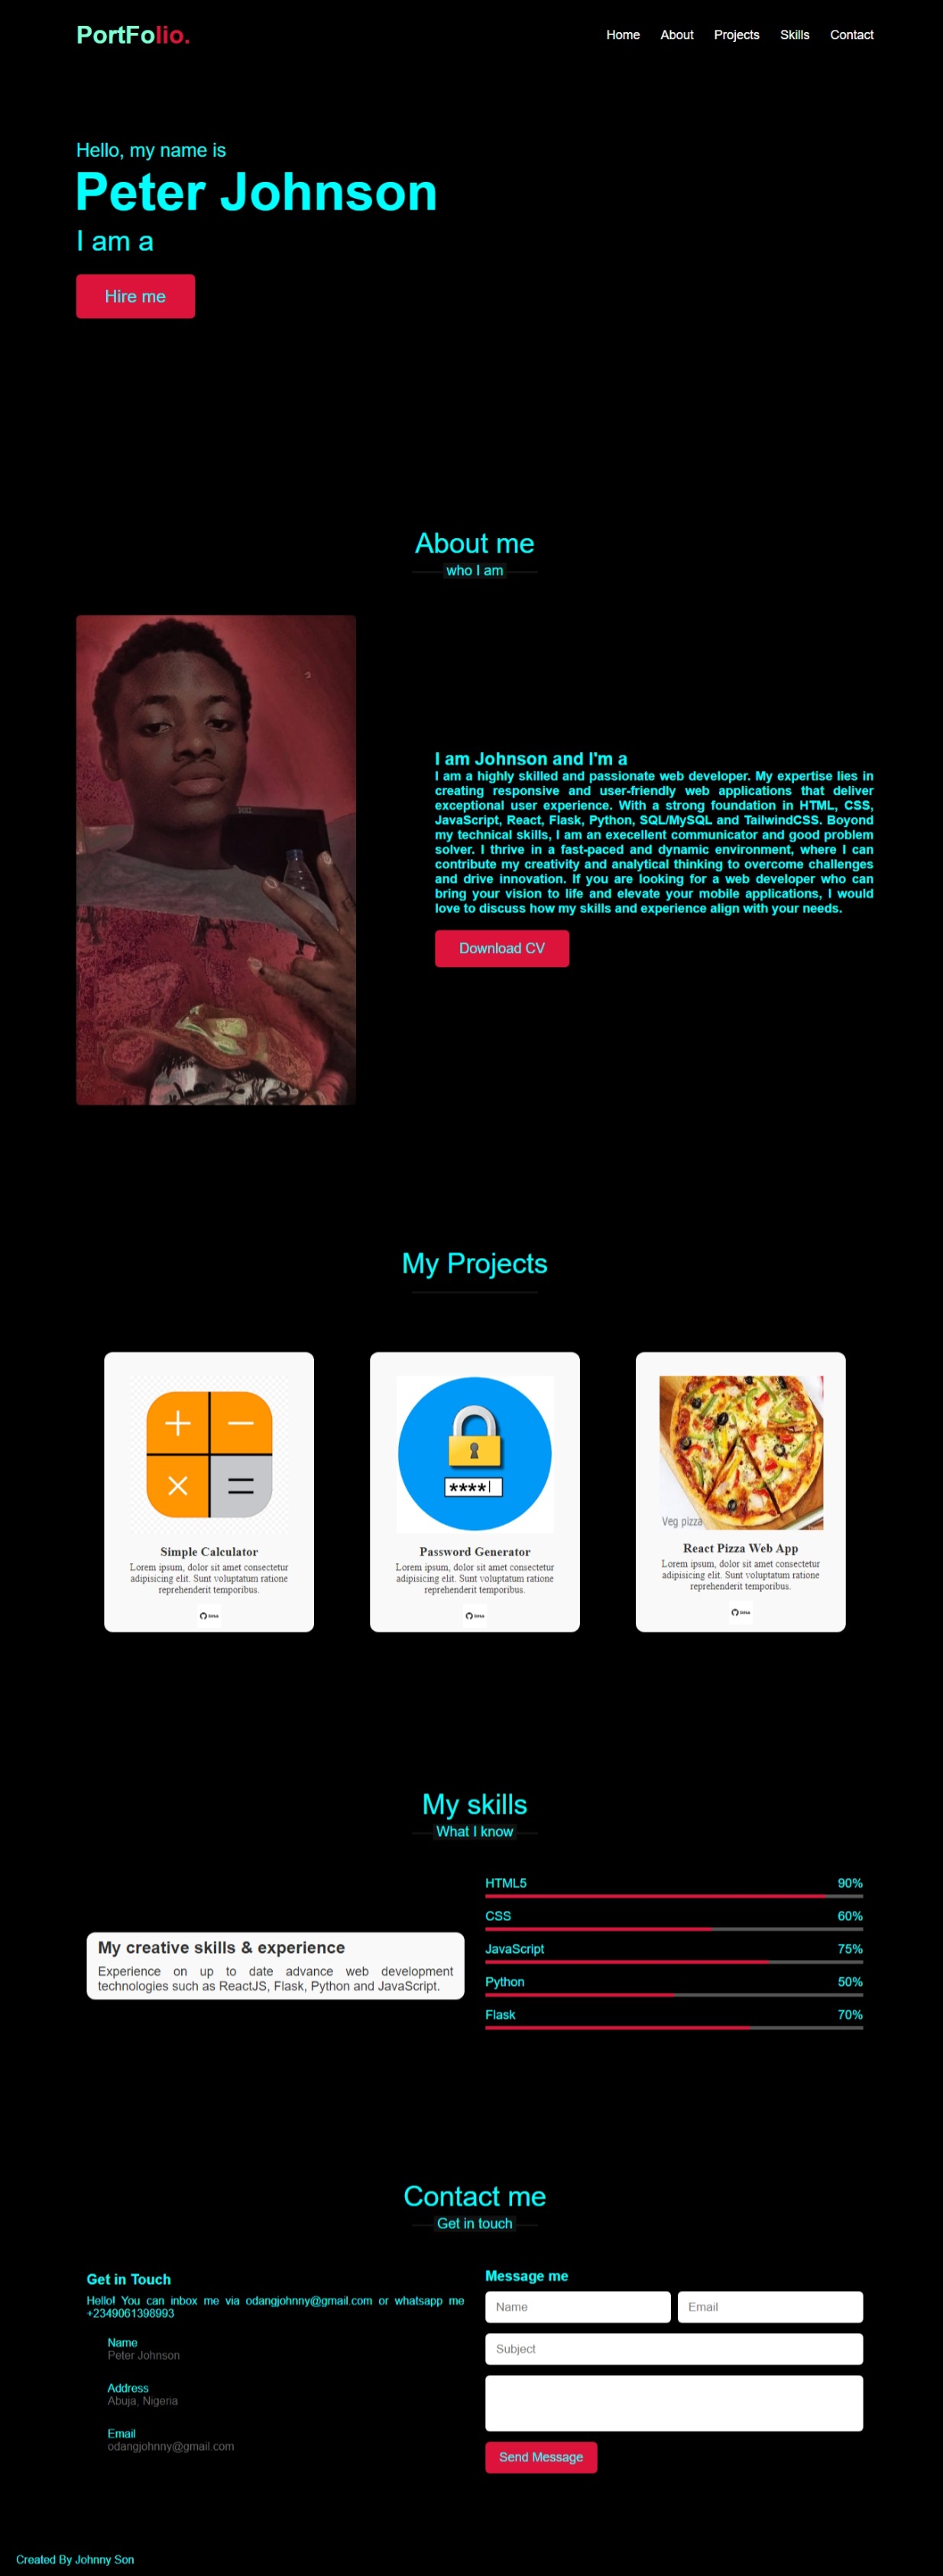 PortFolio.
Home About Projects Skills Contact
Hello, my name is
Peter Johnson
I am a
Hire me
About me
who I am
I am Johnson and I'm a
I am a highly skilled and passionate web developer. My expertise lies in
creating responsive and user-friendly web applications that deliver
exceptional user experience. With a strong foundation in HTML, CSS,
JavaScript, React, Flask, Python, SQL/MySQL and TailwindCSS. Boyond
my technical skills, I am an execellent communicator and good problem
solver. I thrive in a fast-paced and dynamic environment, where I can
contribute my creativity and analytical thinking to overcome challenges
and drive innovation. If you are looking for a web developer who can
bring your vision to life and elevate your mobile applications, I would
love to discuss how my skills and experience align with your needs.
Download CV
My Projects
****|
Veg pizza
Simple Calculator
Lorem ipsum, dolor sit amet consectetur
adipisicing elit. Sunt voluptatum ratione
reprehenderit temporibus.
Password Generator
Lorem ipsum, dolor sit amet consectetur
adipisicing elit. Sunt voluptatum ratione
reprehenderit temporibus.
React Pizza Web App
Lorem ipsum, dolor sit amet consectetur
adipisicing elit. Sunt voluptatum ratione
reprehenderit temporibus.
My skills
What I know
My creative skills & experience
Experience on up to date advance web development
technologies such as ReactJS, Flask, Python and JavaScript.
HTML5 90%
CSS 60%
JavaScript 75%
Python 50%
Flask 70%
Contact me
Get in touch
Get in Touch
Hello! You can inbox me via odangjohnny@gmail.com or whatsapp me
+2349061398993
Name
Peter Johnson
Address
Abuja, Nigeria
Email
odangjohnny@gmail.com
Message me
Name Email
Subject
Send Message
Created By Johnny Son